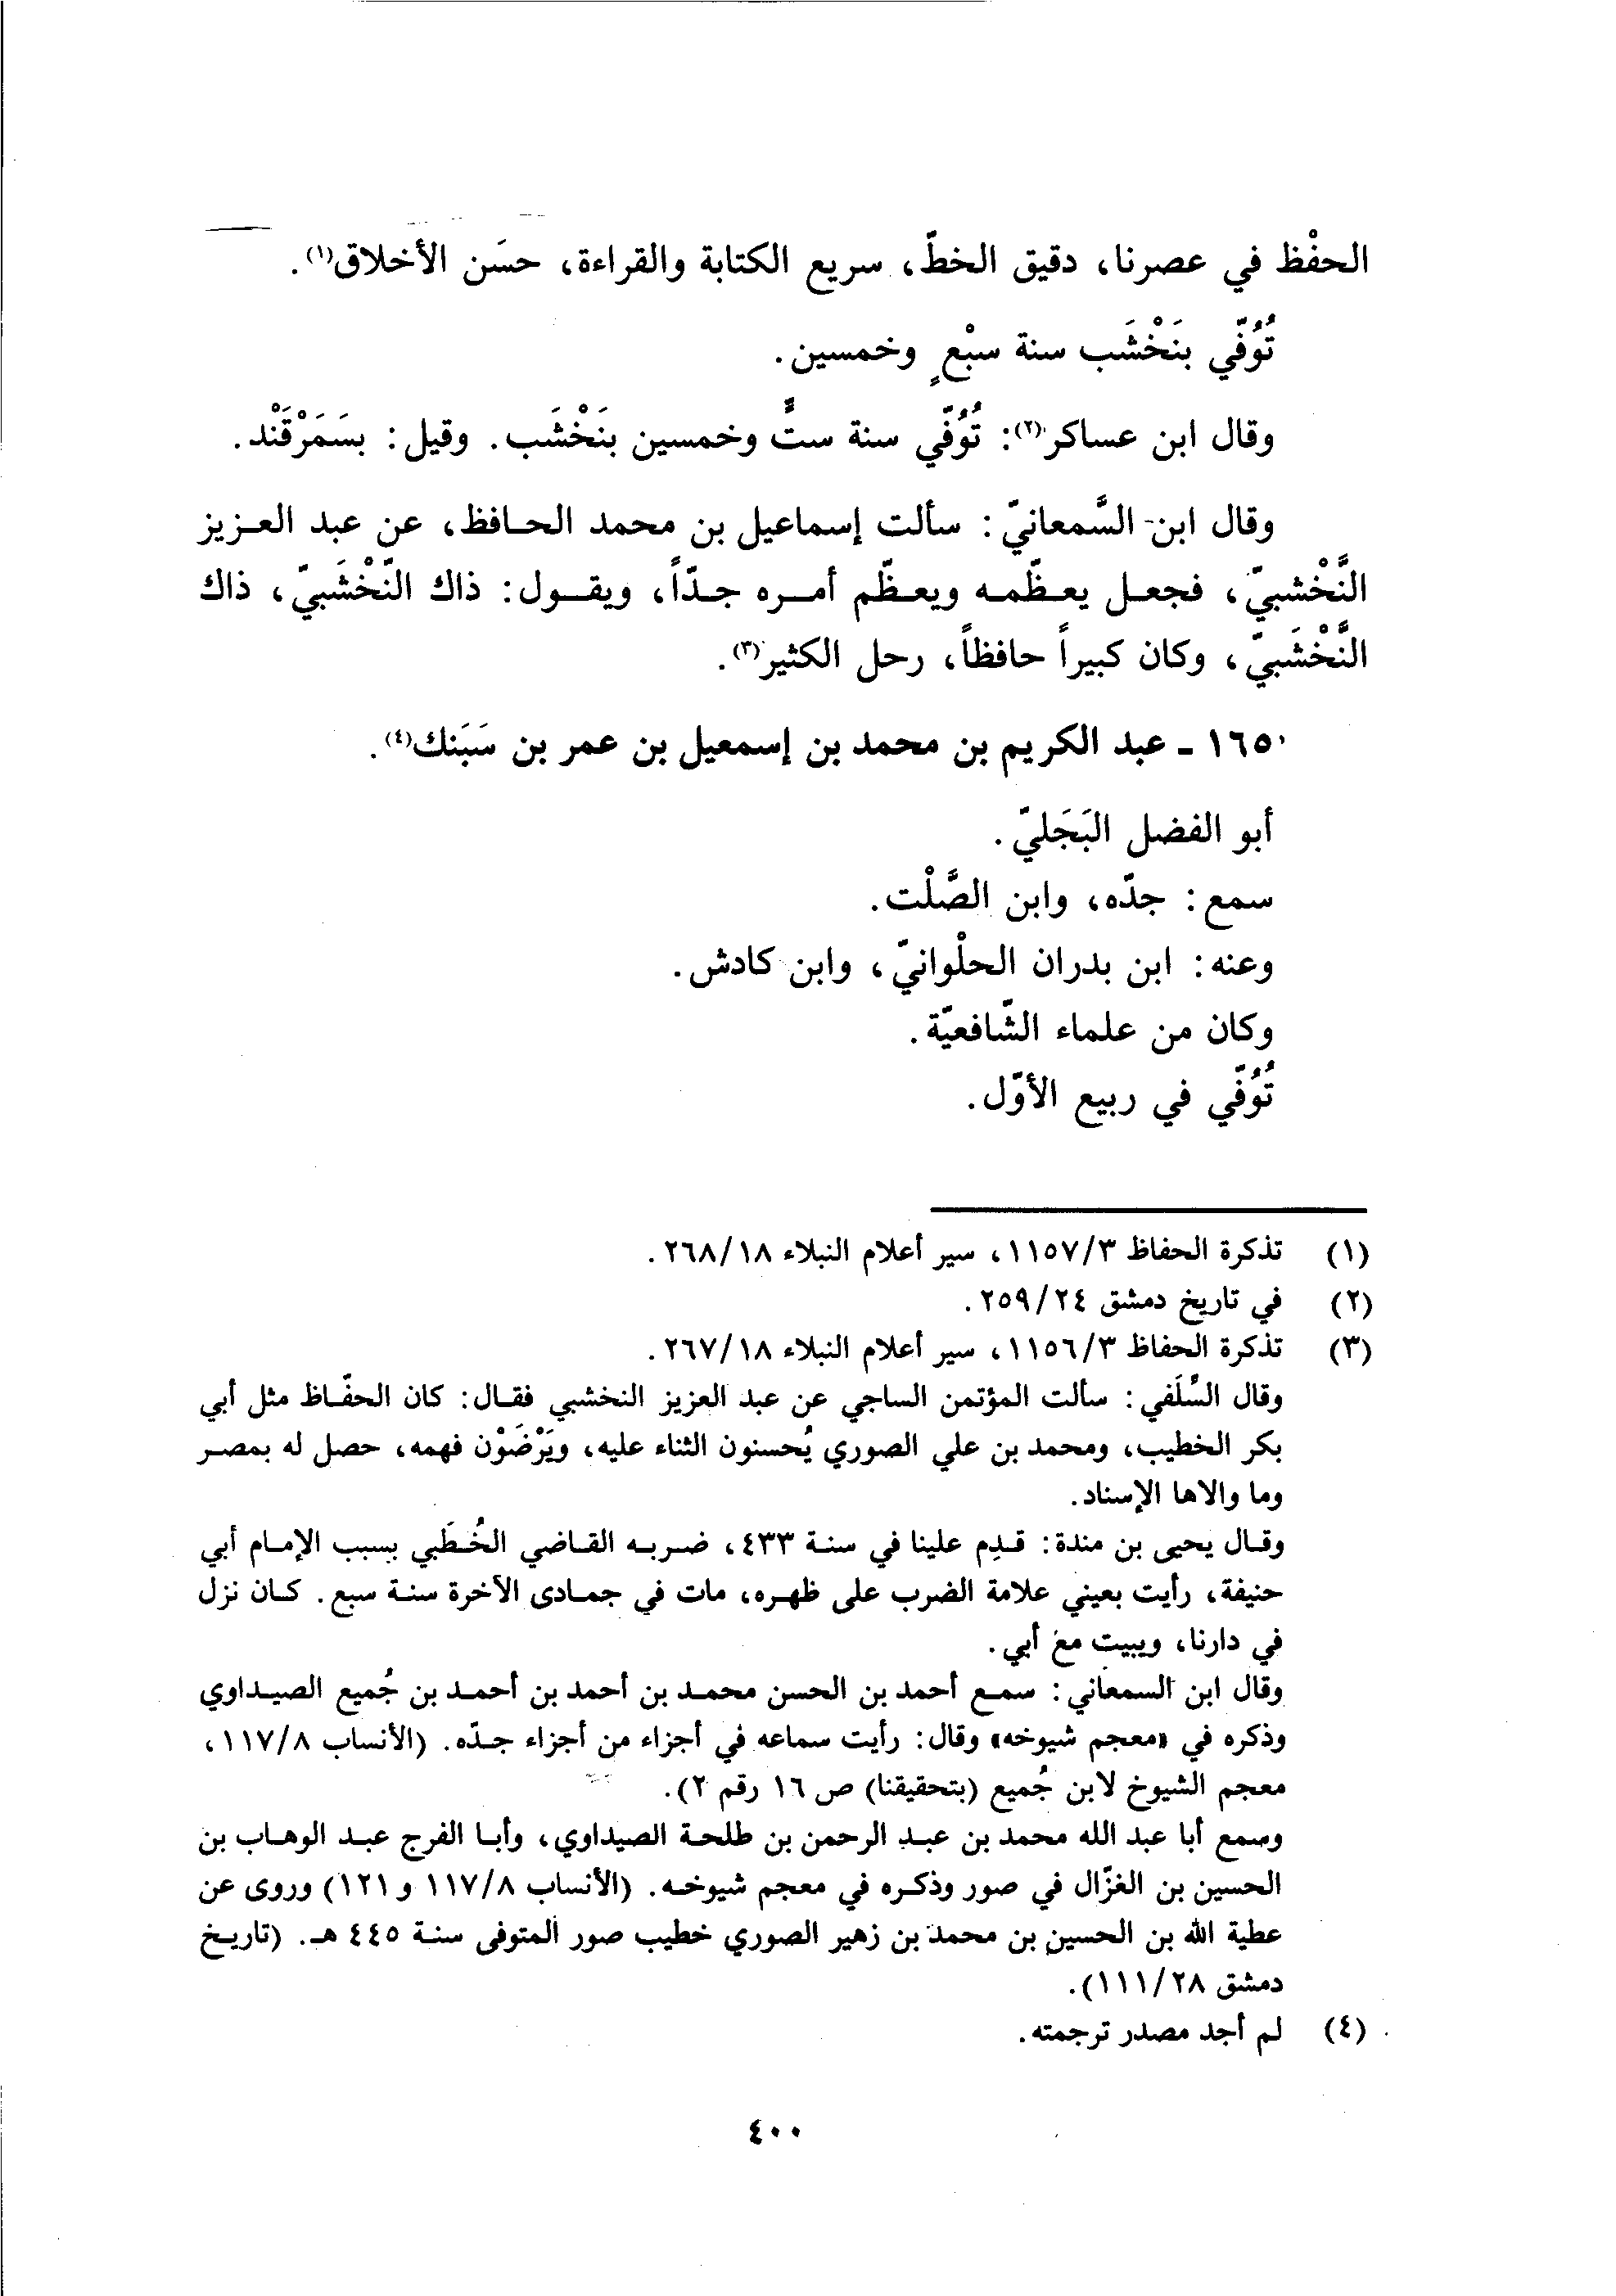 الحفْظ في عصرنا، دقيق الخطّ، سريع الكتابة والقراءة، حسَن الأخلاق(١).
تُوُفّي بنَخْشَب سنة سبْعٍ وخمسين.
وقال ابن عساكر(٢): تُوُفّي سنة ستٌّ وخمسين بنَخْشَب. وقيل: بسَمَرْقَنْد.
وقال ابن السَّمعانيّ: سألت إسماعيل بن محمد الحافظ، عن عبد العزيز
النَّخْشبيّ، فجعل يعظّمه ويعظّم أمره جدّاً، ويقول: ذاك النَّخْشَبيّ، ذاك
النَّخْشَبيّ، وكان كبيراً حافظاً، رحل الكثير(٣).
١٦٥ - عبد الكريم بن محمد بن إسمعيل بن عمر بن سَبَنك(٤).
أبو الفضل البَجَليّ.
سمع: جدّه، وابن الصَّلْت.
وعنه: ابن بدران الحلْوانيّ، وابن كادش.
وكان من علماء الشّافعيّة.
تُوُفّي في ربيع الأوّل.
(١) تذكرة الحفاظ ١١٥٧/٣، سير أعلام النبلاء ٢٦٨/١٨.
(٢) في تاريخ دمشق ٢٥٩/٢٤.
(٣) تذكرة الحفاظ ١١٥٦/٣، سير أعلام النبلاء ٢٦٧/١٨.
وقال السِّلَفي: سألت المؤتمن الساجي عن عبد العزيز النخشبي فقال: كان الحفّاظ مثل أبي
بكر الخطيب، ومحمد بن علي الصوري يُحسنون الثناء عليه، ويَرْضَوْن فهمه، حصل له بمصر
وما والاها الإسناد.
وقال يحيى بن مندة: قدِم علينا في سنة ٤٣٣، ضربه القاضي الخُطَبي بسبب الإمام أبي
حنيفة، رأيت بعيني علامة الضرب على ظهره، مات في جمادى الآخرة سنة سبع. كان نزل
في دارنا، ويبيت مع أبي.
وقال ابن السمعاني: سمع أحمد بن الحسن محمد بن أحمد بن أحمد بن جُميع الصيداوي
وذكره في «معجم شيوخه» وقال: رأيت سماعه في أجزاء من أجزاء جدّه. (الأنساب ١١٧/٨،
معجم الشيوخ لابن جُميع (بتحقيقنا) ص ١٦ رقم ٢).
وسمع أبا عبد الله محمد بن عبد الرحمن بن طلحة الصيداوي، وأبا الفرج عبد الوهاب بن
الحسين بن الغزّال في صور وذكره في معجم شيوخه. (الأنساب ١١٧/٨ و ١٢١) وروى عن
عطية الله بن الحسين بن محمد بن زهير الصوري خطيب صور المتوفى سنة ٤٤٥ هـ. (تاريخ
دمشق ١١١/٢٨).
(٤) لم أجد مصدر ترجمته.
٤٠٠